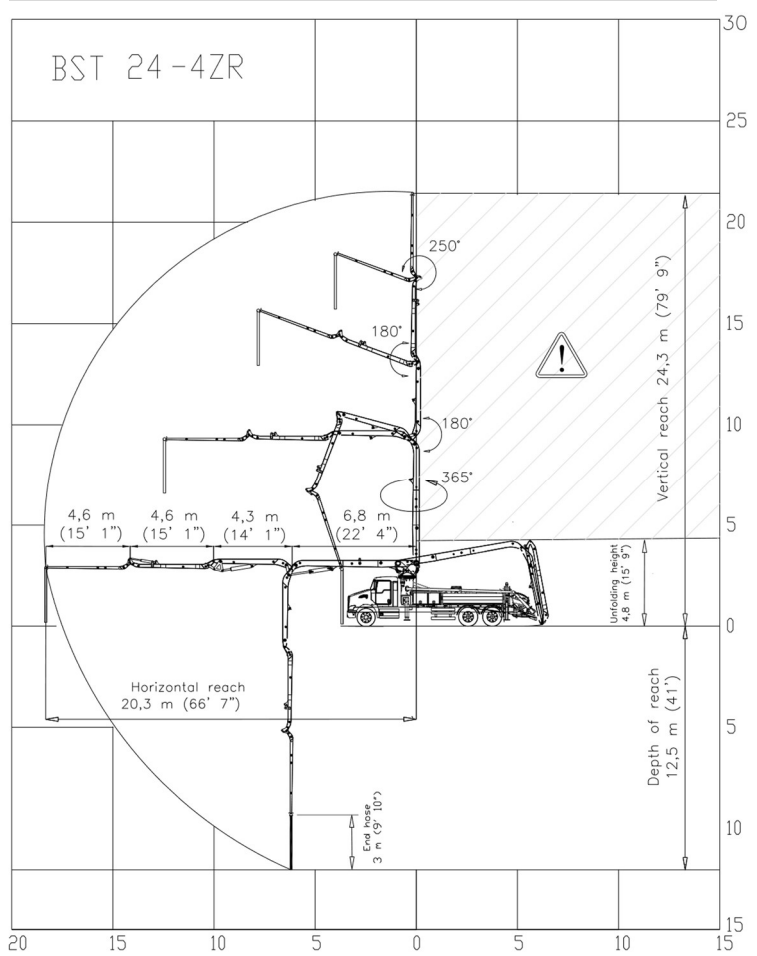 BST 24-4ZR
30
25
20
15
10
5
0
5
10
15
250°
180°
180°
365°
Vertical reach 24,3 m (79' 9")
4,6 m
(15' 1")
4,6 m
(15' 1")
4,3 m
(14' 1")
6,8 m
(22' 4")
Unfolding height
4,8 m (15' 9")
Horizontal reach
20,3 m (66' 7")
Depth of reach
12,5 m (41')
End hose
3 m (9' 10")
20
15
10
5
0
5
10
15